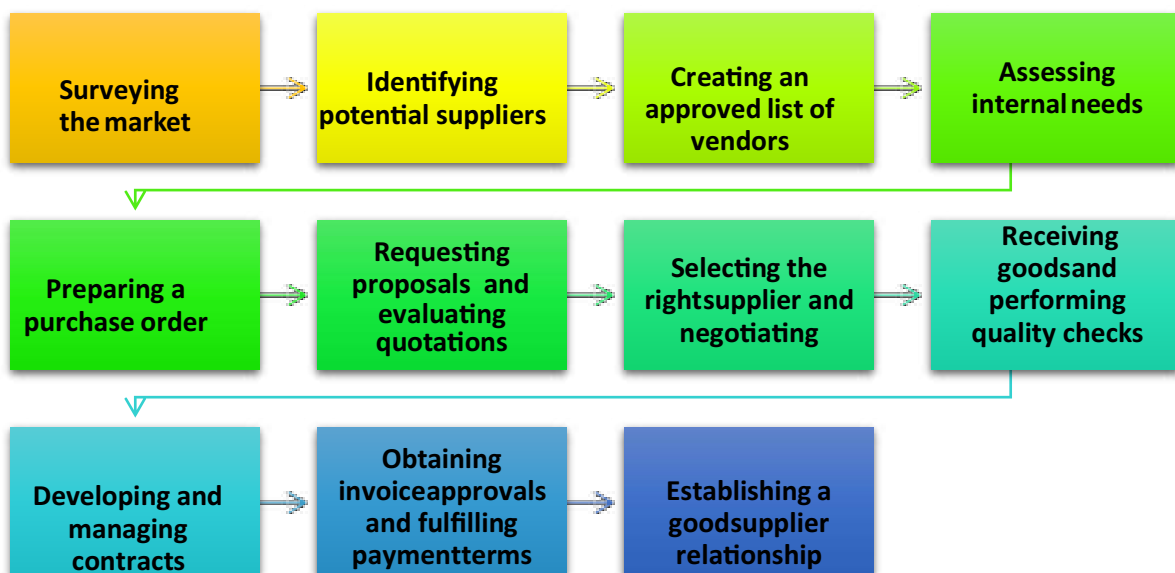 Surveying
the market
Identifying
potential suppliers
Creating an
approved list of
vendors
Assessing
internal needs
Preparing a
purchase order
Requesting
proposals and
evaluating
quotations
Selecting the
rightsupplier and
negotiating
Receiving
goodsand
performing
quality checks
Developing and
managing
contracts
Obtaining
invoiceapprovals
and fulfilling
paymentterms
Establishing a
goodsupplier
relationship